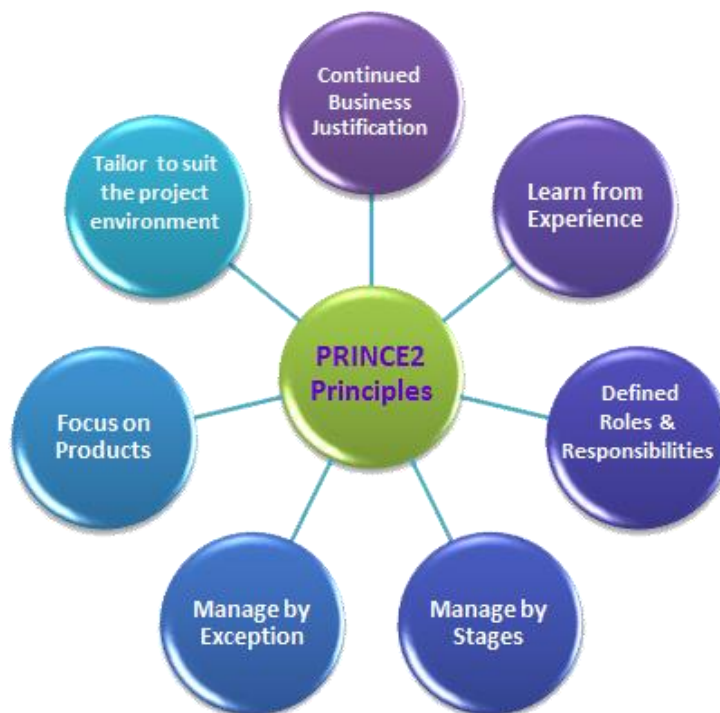 Continued
Business
Justification
Tailor to suit
the project
environment
Learn from
Experience
PRINCE2
Principles
Focus on
Products
Defined
Roles &
Responsibilities
Manage by
Exception
Manage by
Stages